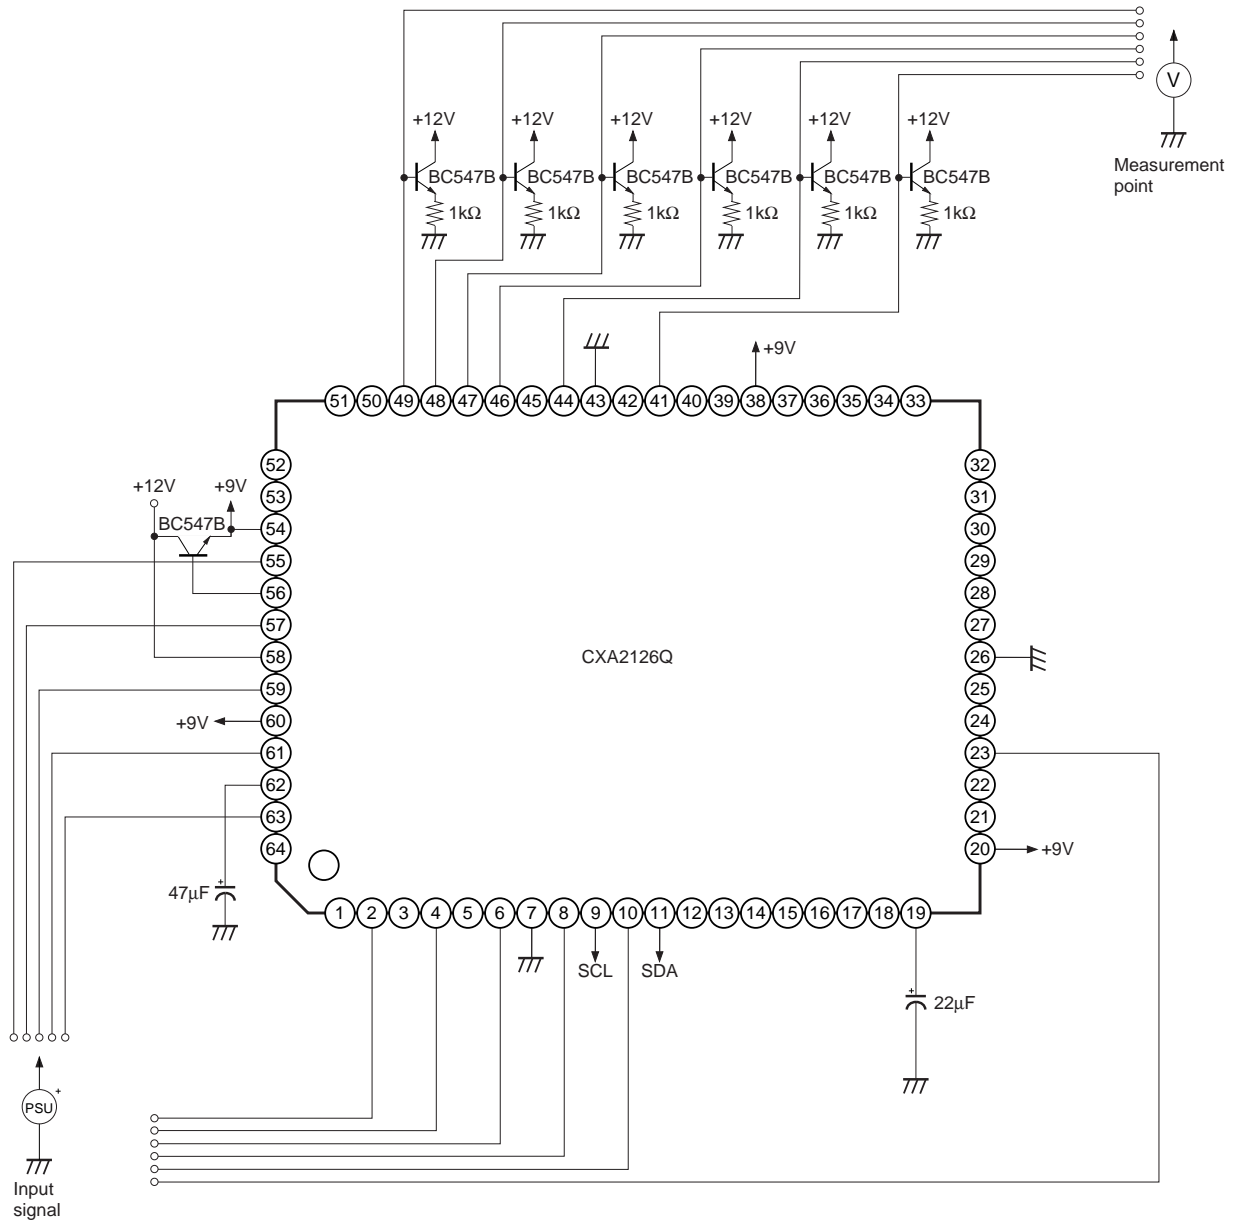 V
+12V +12V +12V +12V +12V +12V
Measurement
point
BC547B BC547B BC547B BC547B BC547B BC547B
1kΩ 1kΩ 1kΩ 1kΩ 1kΩ 1kΩ
+9V
51 50 49 48 47 46 45 44 43 42 41 40 39 38 37 36 35 34 33
52 32
+12V +9V 53 31
BC547B 54 30
55 29
56 28
57 27
58 CXA2126Q 26
59 25
+9V 60 24
61 23
62 22
63 21
64 20 +9V
+
47µF
1 2 3 4 5 6 7 8 9 10 11 12 13 14 15 16 17 18 19
SCL SDA
+
22µF
+
PSU
Input
signal